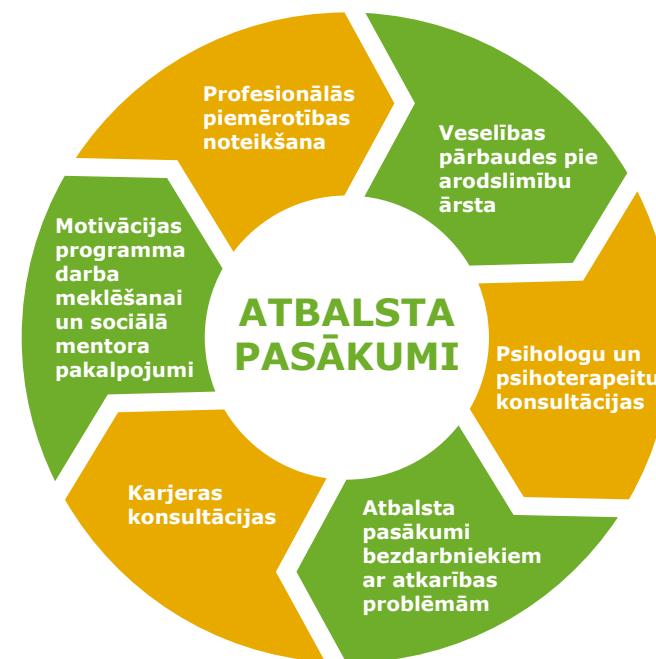 Profesionālās
piemērotības
noteikšana
Veselības
pārbaudes pie
arodslimību
ārsta
Psihologu un
psihoterapeitu
konsultācijas
Atbalsta
pasākumi
bezdarbniekiem
ar atkarības
problēmām
Karjeras
konsultācijas
Motivācijas
programma
darba
meklēšanai
un sociālā
mentora
pakalpojumi
ATBALSTA
PASĀKUMI